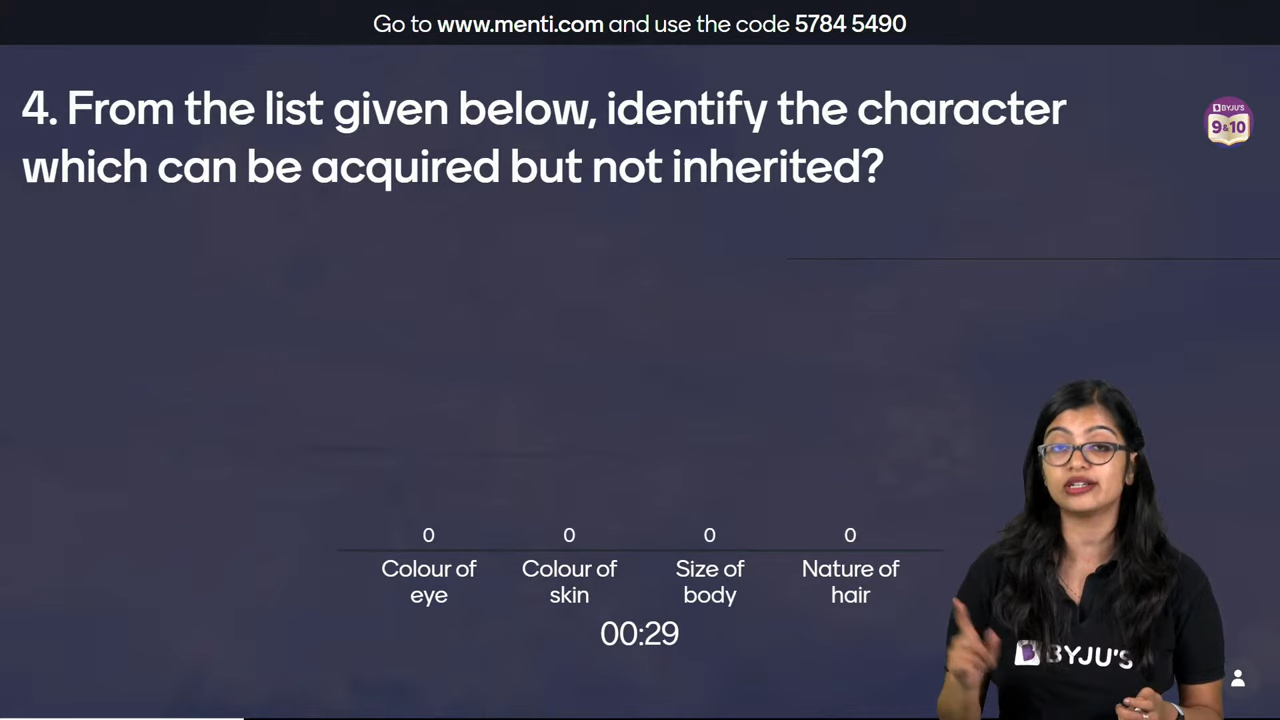 Go to www.menti.com and use the code 5784 5490
4. From the list given below, identify the character
which can be acquired but not inherited?
BYJU'S
9&10
0 0 0 0
Colour of Colour of Size of Nature of
eye skin body hair
00:29
BYJU'S